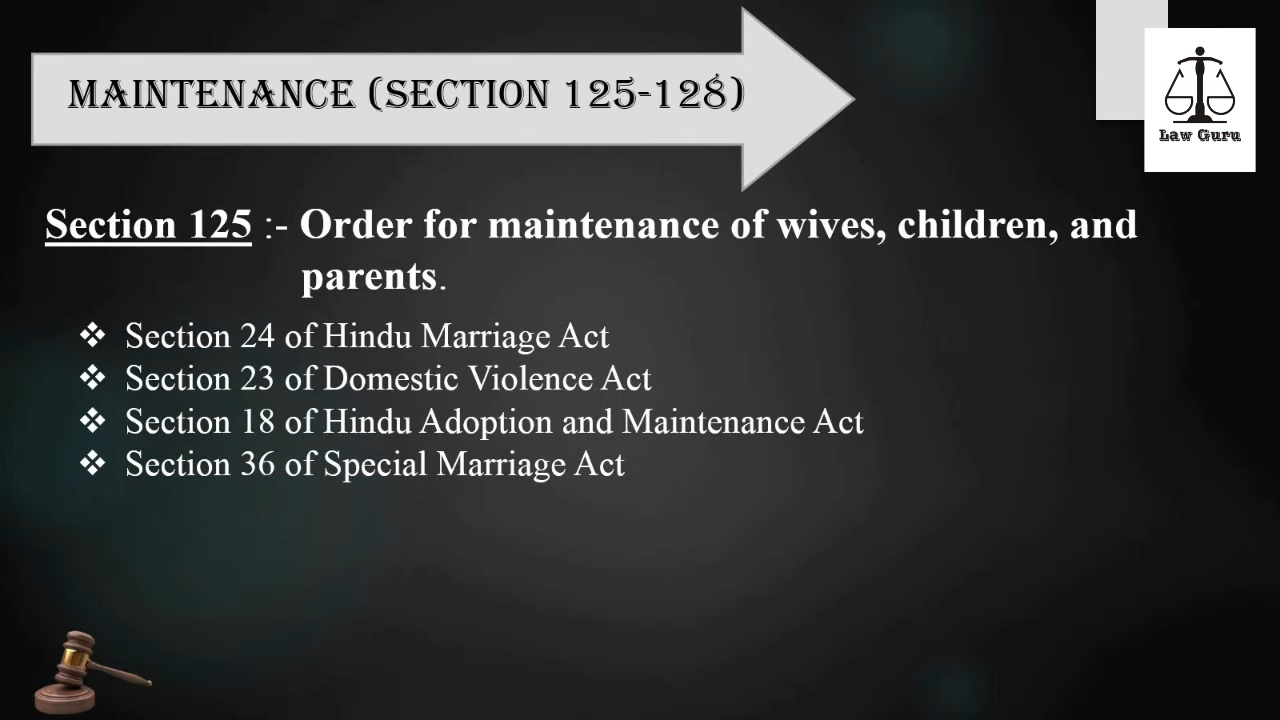 MAINTENANCE (SECTION 125-128)
Law Guru
Section 125 :- Order for maintenance of wives, children, and
parents.
❖ Section 24 of Hindu Marriage Act
❖ Section 23 of Domestic Violence Act
❖ Section 18 of Hindu Adoption and Maintenance Act
❖ Section 36 of Special Marriage Act